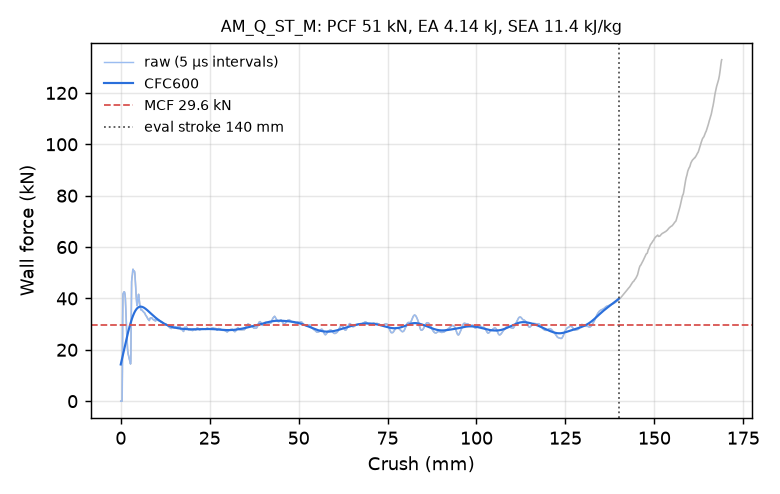 AM_Q_ST_M: PCF 51 kN, EA 4.14 kJ, SEA 11.4 kJ/kg
raw (5 µs intervals)
CFC600
MCF 29.6 kN
eval stroke 140 mm
Wall force (kN)
120
100
80
60
40
20
0
0 25 50 75 100 125 150 175
Crush (mm)